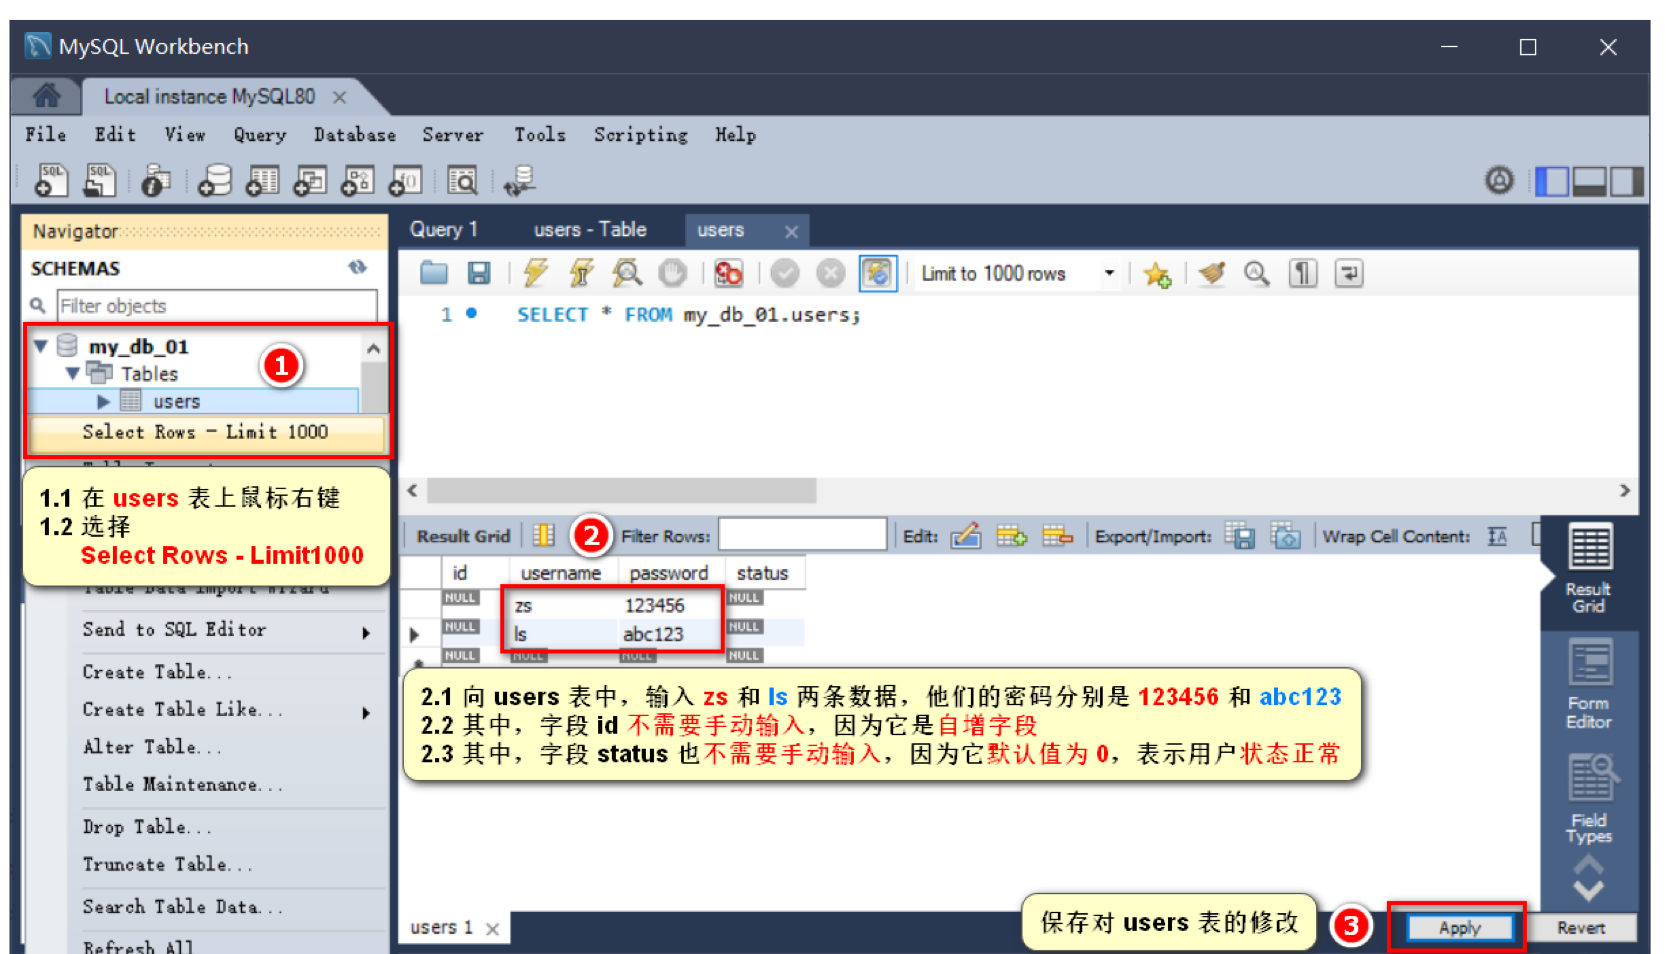 MySQL Workbench
Local instance MySQL80
File Edit View Query Database Server Tools Scripting Help
Navigator
SCHEMAS
Filter objects
my_db_01
Tables
users
Select Rows - Limit 1000
1
1.1 在 users 表上鼠标右键
1.2 选择
Select Rows - Limit1000
Table Data Import Wizard
Send to SQL Editor
Create Table...
Create Table Like...
Alter Table...
Table Maintenance...
Drop Table...
Truncate Table...
Search Table Data...
Refresh All
Query 1 users - Table users
Limit to 1000 rows
1 SELECT * FROM my_db_01.users;
Result Grid 2 Filter Rows: Edit: Export/Import: Wrap Cell Content:
id username password status
NULL zs 123456 NULL
NULL ls abc123 NULL
NULL NULL NULL NULL
2.1 向 users 表中，输入 zs 和 ls 两条数据，他们的密码分别是 123456 和 abc123
2.2 其中，字段 id 不需要手动输入，因为它是自增字段
2.3 其中，字段 status 也不需要手动输入，因为它默认值为 0，表示用户状态正常
Result
Grid
Form
Editor
Field
Types
users 1
保存对 users 表的修改 3 Apply Revert